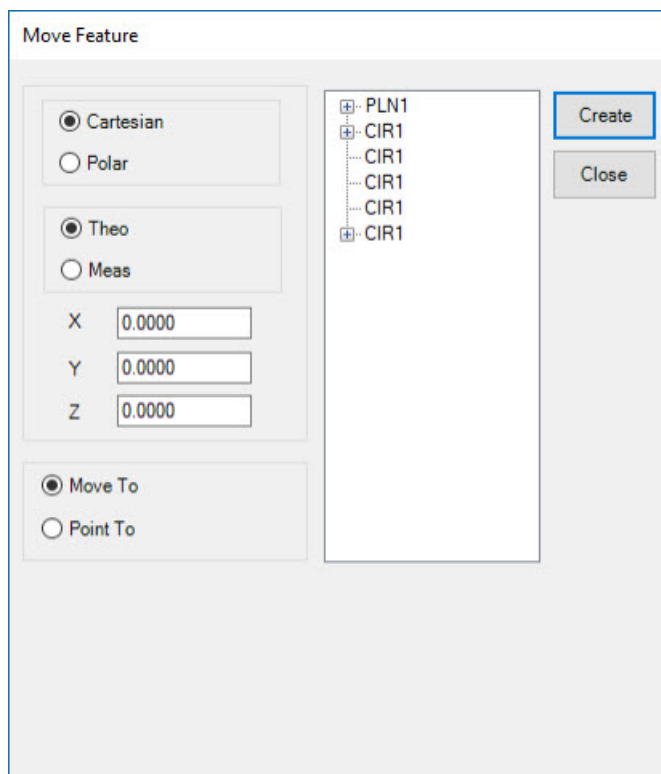 Move Feature
Cartesian
Polar
Theo
Meas
X 0.0000
Y 0.0000
Z 0.0000
Move To
Point To
PLN1
CIR1
CIR1
CIR1
CIR1
CIR1
Create
Close